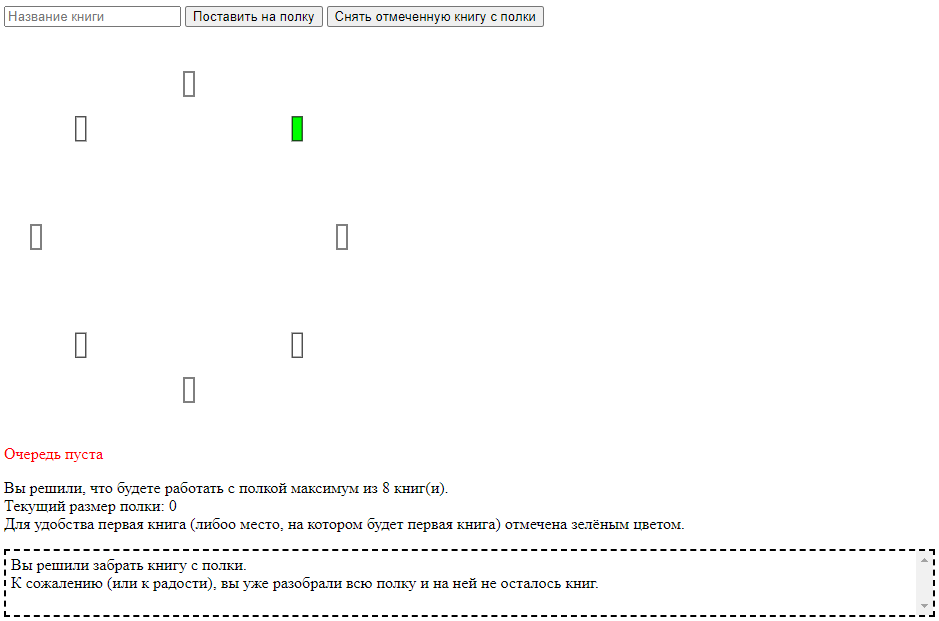 Название книги Поставить на полку Снять отмеченную книгу с полки
Очередь пуста
Вы решили, что будете работать с полкой максимум из 8 книг(и).
Текущий размер полки: 0
Для удобства первая книга (либоо место, на котором будет первая книга) отмечена зелёным цветом.
Вы решили забрать книгу с полки.
К сожалению (или к радости), вы уже разобрали всю полку и на ней не осталось книг.